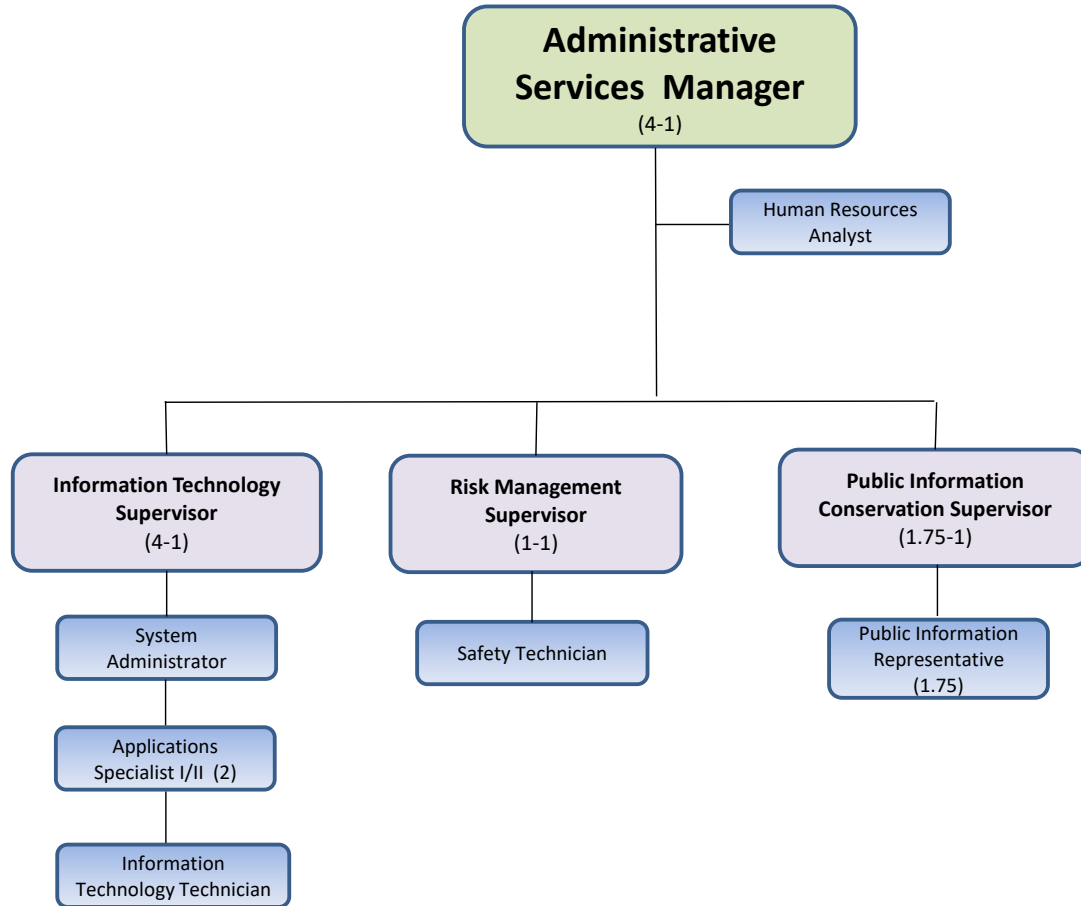 Administrative
Services Manager
(4-1)
Human Resources
Analyst
Information Technology
Supervisor
(4-1)
Risk Management
Supervisor
(1-1)
Public Information
Conservation Supervisor
(1.75-1)
System
Administrator
Safety Technician
Public Information
Representative
(1.75)
Applications
Specialist I/II (2)
Information
Technology Technician